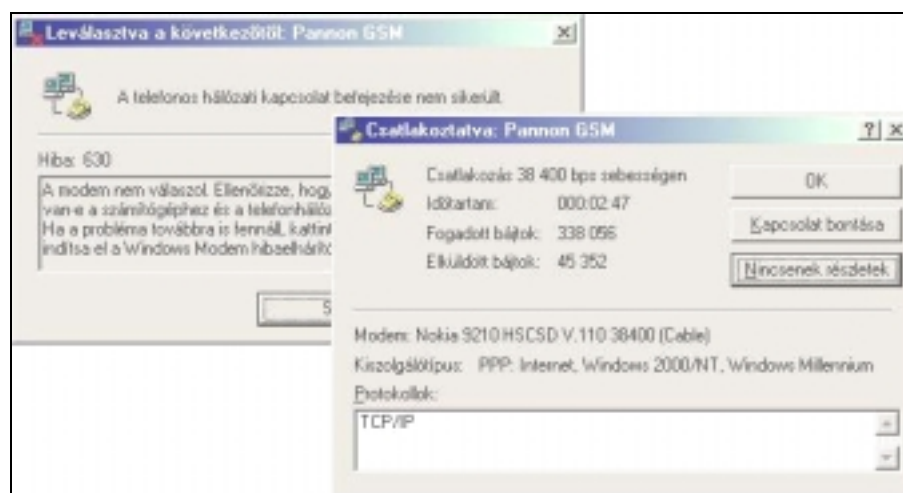 Leválasztva a következőtől: Pannon GSM
A telefonos hálózati kapcsolat befejezése nem sikerült.
Hiba: 630
A modem nem válaszol. Ellenőrizze, hogy
van-e a számítógéphez és a
Ha a probléma továbbra is fennáll,
indítsa el a Windows Modem
Csatlakoztatva: Pannon GSM
Csatlakozás 38 400 bps sebességen
Időtartam: 000:02:47
Fogadott bájtok: 338 056
Elküldött bájtok: 45 352
OK
Kapcsolat bontása
Nincsenek részletek
Modem: Nokia 9210 HSCSD V.110 38400 (Cable)
Kiszolgálótípus: PPP: Internet, Windows 2000/NT, Windows Millennium
Protokollok:
TCP/IP